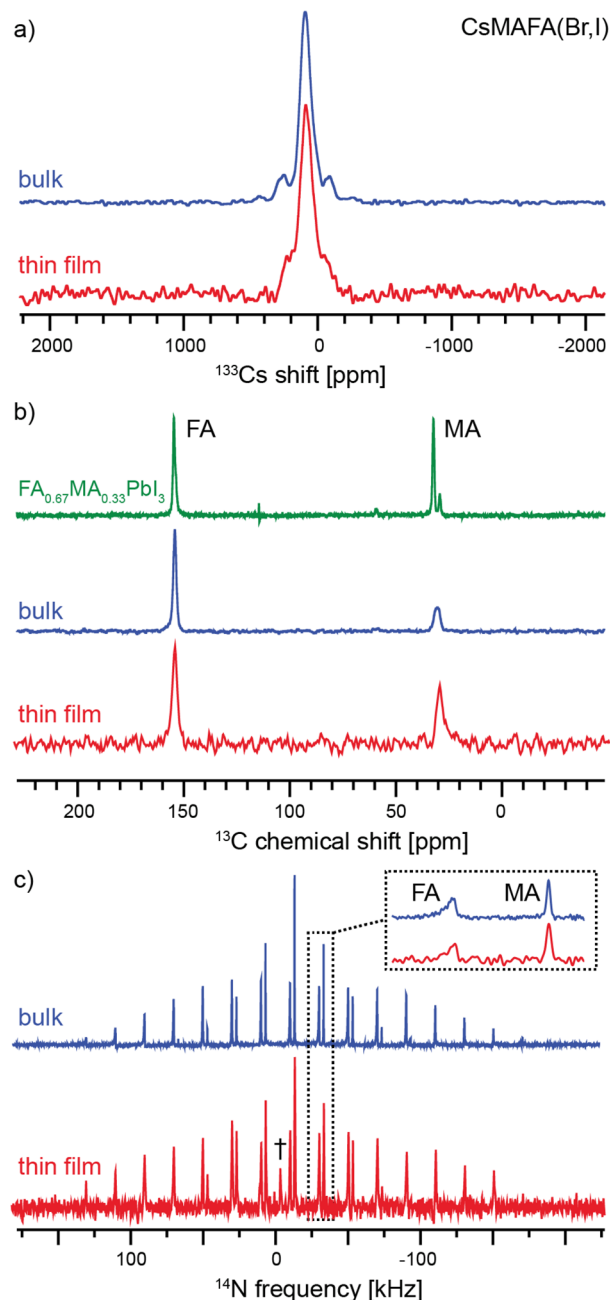 a)
CsMAFA(Br,I)
bulk
thin film
2000 1000 0 -1000 -2000
¹³³Cs shift [ppm]
b)
FA MA
FA₀.₆₇MA₀.₃₃PbI₃
bulk
thin film
200 150 100 50 0
¹³C chemical shift [ppm]
c)
FA MA
bulk
†
thin film
100 0 -100
¹⁴N frequency [kHz]